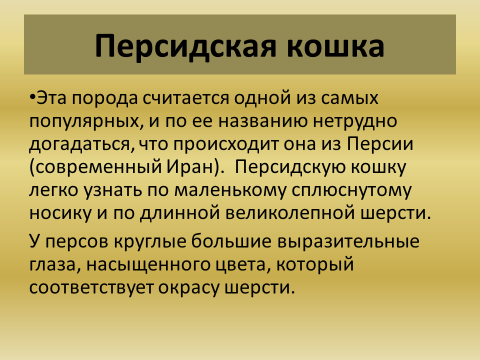 Персидская кошка
•Эта порода считается одной из самых
популярных, и по ее названию нетрудно
догадаться, что происходит она из Персии
(современный Иран).  Персидскую кошку
легко узнать по маленькому сплюснутому
носику и по длинной великолепной шерсти.
У персов круглые большие выразительные
глаза, насыщенного цвета, который
соответствует окрасу шерсти.